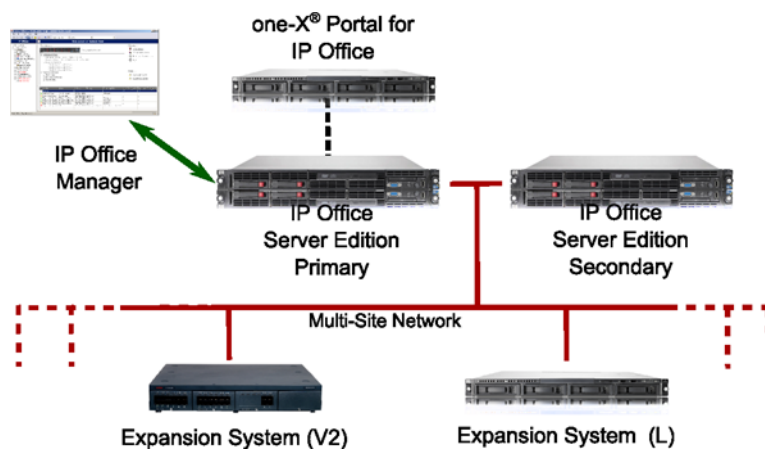 one-X® Portal for
IP Office
IP Office
Manager
IP Office
Server Edition
Primary
IP Office
Server Edition
Secondary
Multi-Site Network
Expansion System (V2)
Expansion System (L)